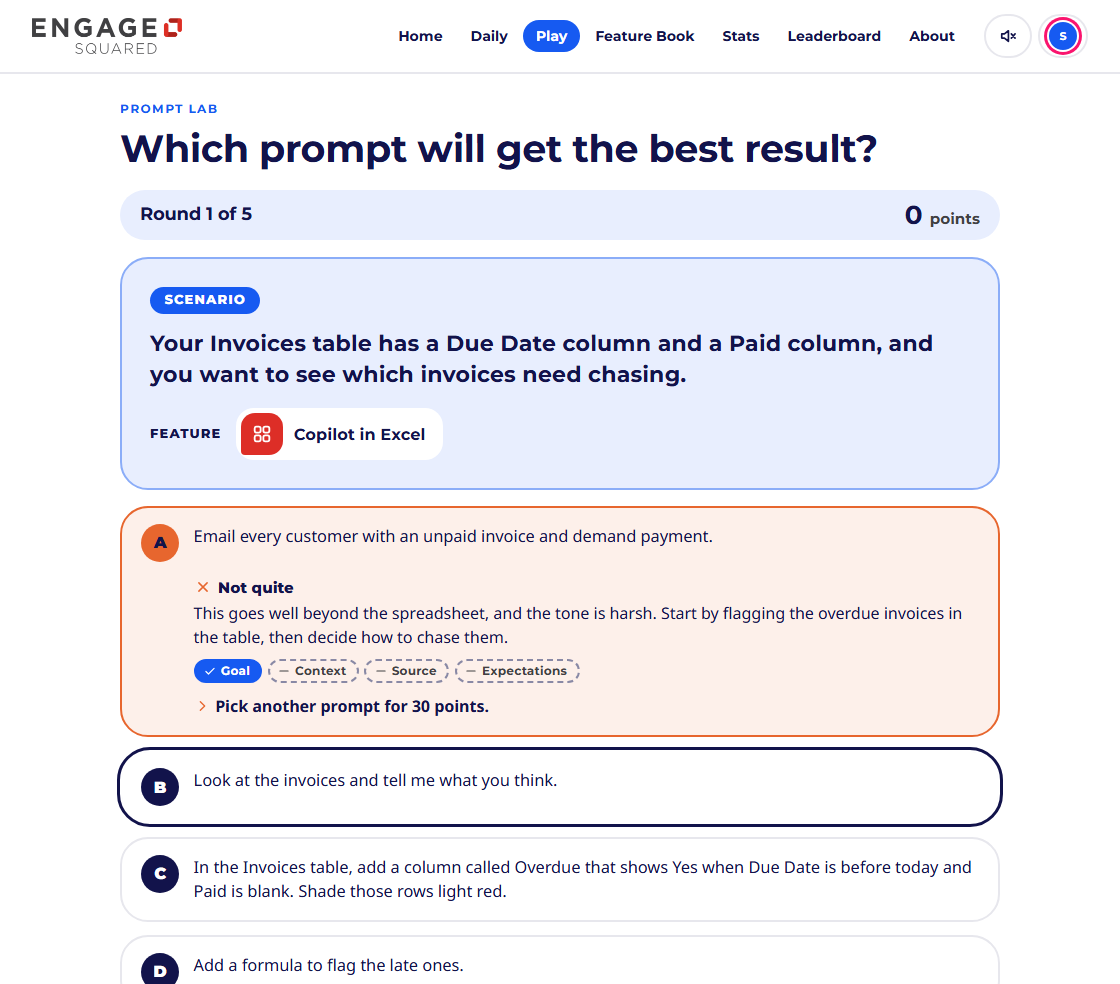 ENGAGE
SQUARED
Home Daily Play Feature Book Stats Leaderboard About
S
PROMPT LAB
Which prompt will get the best result?
Round 1 of 5
0 points
SCENARIO
Your Invoices table has a Due Date column and a Paid column, and
you want to see which invoices need chasing.
FEATURE
Copilot in Excel
A
Email every customer with an unpaid invoice and demand payment.
Not quite
This goes well beyond the spreadsheet, and the tone is harsh. Start by flagging the overdue invoices in
the table, then decide how to chase them.
Goal Context Source Expectations
Pick another prompt for 30 points.
B
Look at the invoices and tell me what you think.
C
In the Invoices table, add a column called Overdue that shows Yes when Due Date is before today and
Paid is blank. Shade those rows light red.
D
Add a formula to flag the late ones.